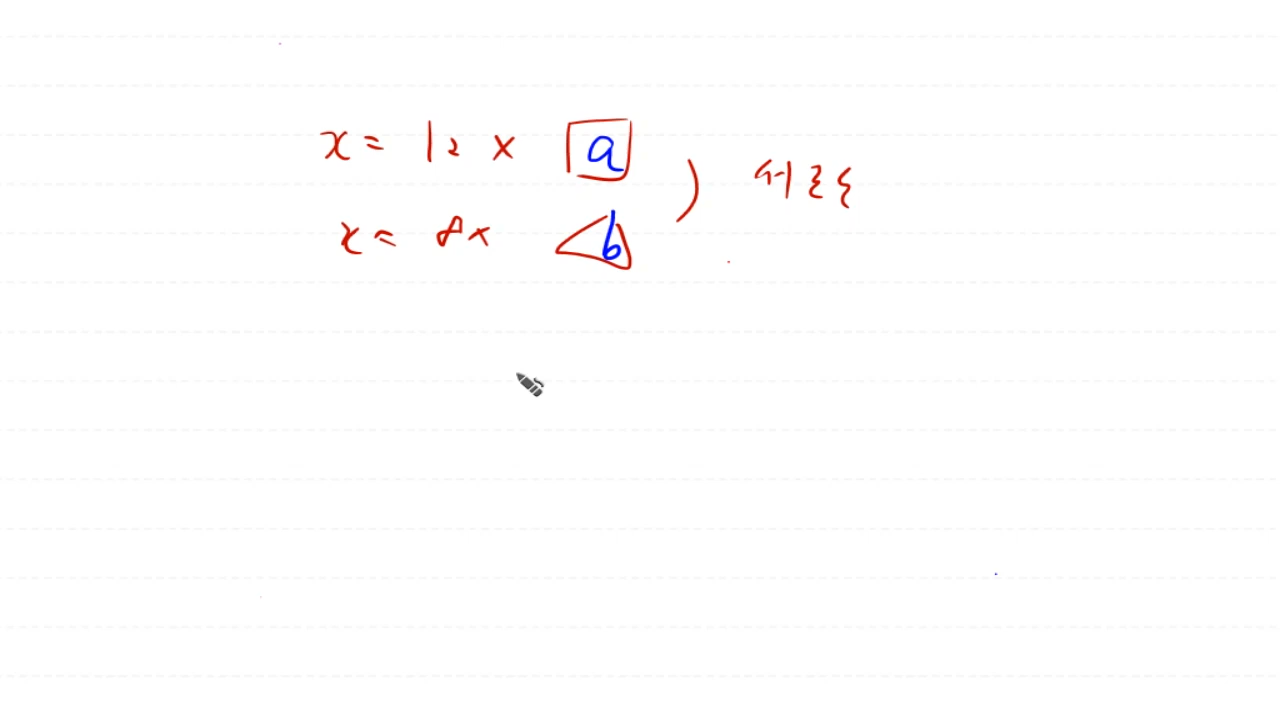 x = 12 × a
x = 8 × b